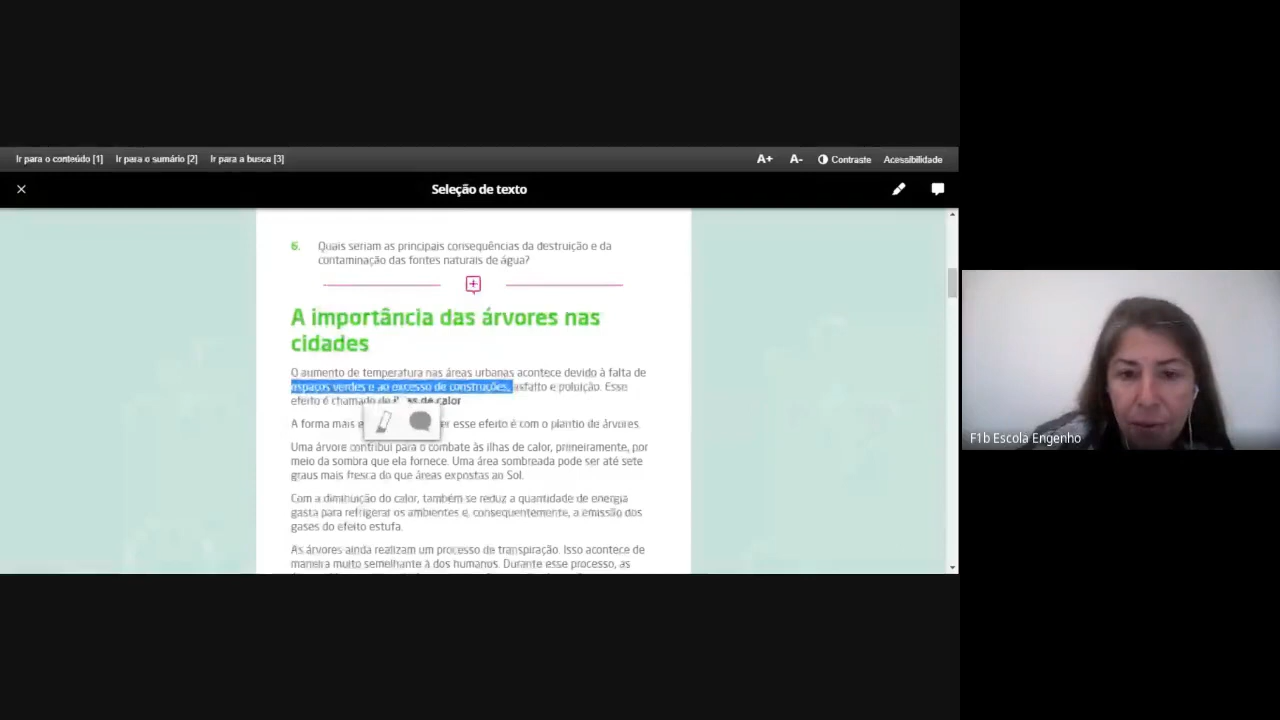 Ir para o conteúdo [1] Ir para o sumário [2] Ir para a busca [3] A+ A- Contraste Acessibilidade
Seleção de texto
6. Quais seriam as principais consequências da destruição e da
contaminação das fontes naturais de água?
A importância das árvores nas
cidades
O aumento de temperatura nas áreas urbanas acontece devido à falta de
espaços verdes e ao excesso de construções, asfalto e poluição. Esse
efeito é chamado de de calor
A forma mais esse efeito é com o plantio de árvores.
Uma árvore contribui para o combate às ilhas de calor, primeiramente, por
meio da sombra que ela fornece. Uma área sombreada pode ser até sete
graus mais fresca do que áreas expostas ao Sol.
Com a diminuição do calor, também se reduz a quantidade de energia
gasta para refrigerar os ambientes e, consequentemente, a emissão dos
gases do efeito estufa.
As árvores ainda realizam um processo de transpiração. Isso acontece de
maneira muito semelhante à dos humanos. Durante esse processo, as
F1b Escola Engenho